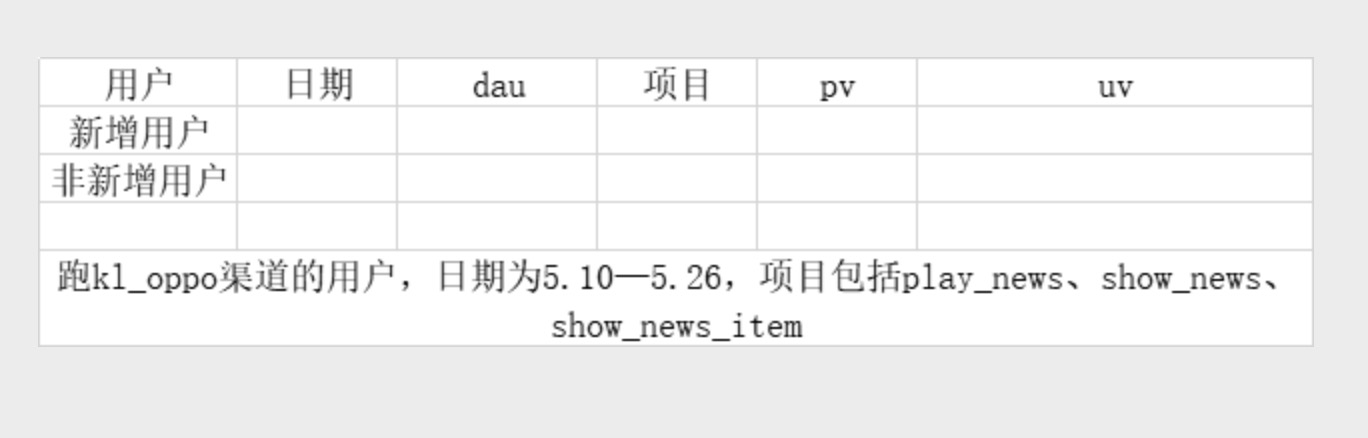 用户 日期 dau 项目 pv uv
新增用户
非新增用户
跑kl_oppo渠道的用户，日期为5.10—5.26，项目包括play_news、show_news、
show_news_item